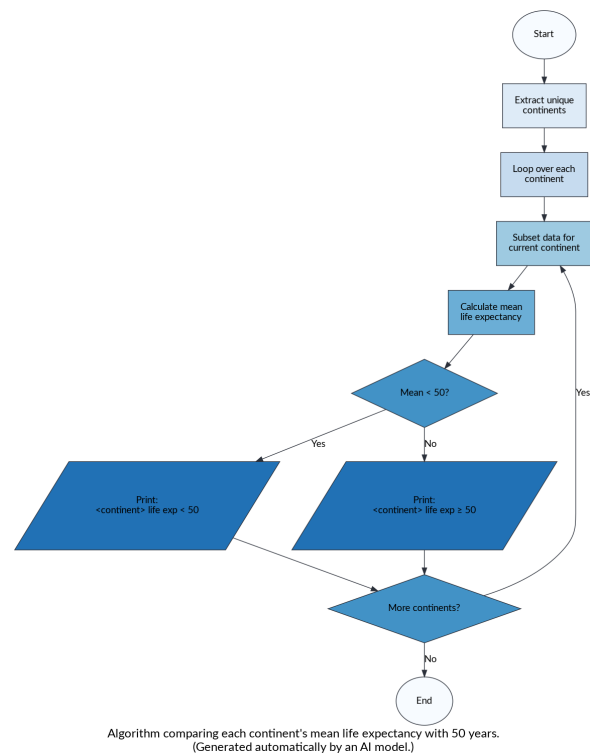 Start
Extract unique
continents
Loop over each
continent
Subset data for
current continent
Calculate mean
life expectancy
Mean < 50?
Yes
Yes
No
Print:
<continent> life exp < 50
Print:
<continent> life exp ≥ 50
More continents?
No
End
Algorithm comparing each continent's mean life expectancy with 50 years.
(Generated automatically by an AI model.)